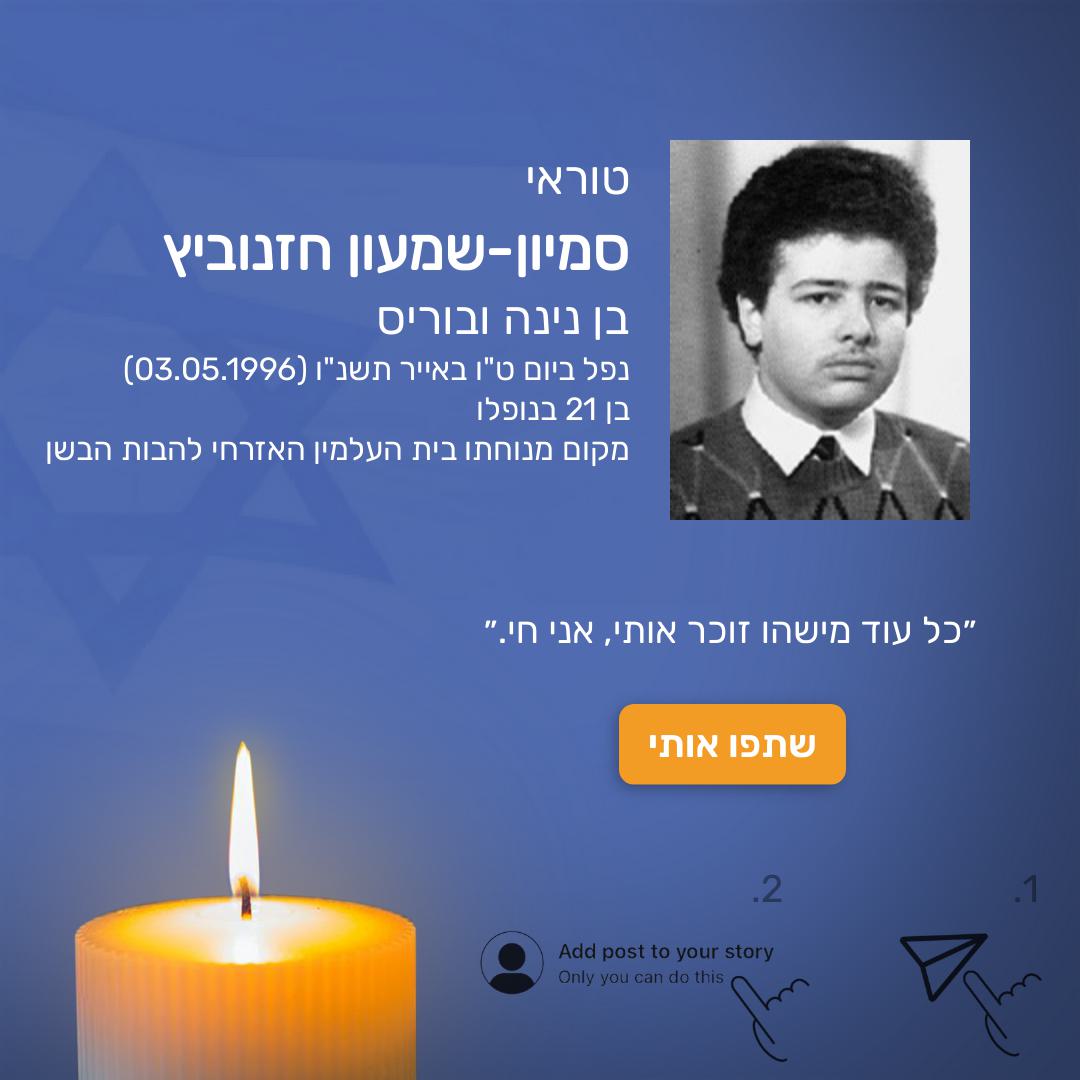 טוראי
סמיון-שמעון חזנוביץ
בן נינה ובוריס
נפל ביום ט"ו באייר תשנ"ו (03.05.1996)
בן 21 בנופלו
מקום מנוחתו בית העלמין האזרחי להבות הבשן
״כל עוד מישהו זוכר אותי, אני חי.״
שתפו אותי
.1
.2
Add post to your story
Only you can do this